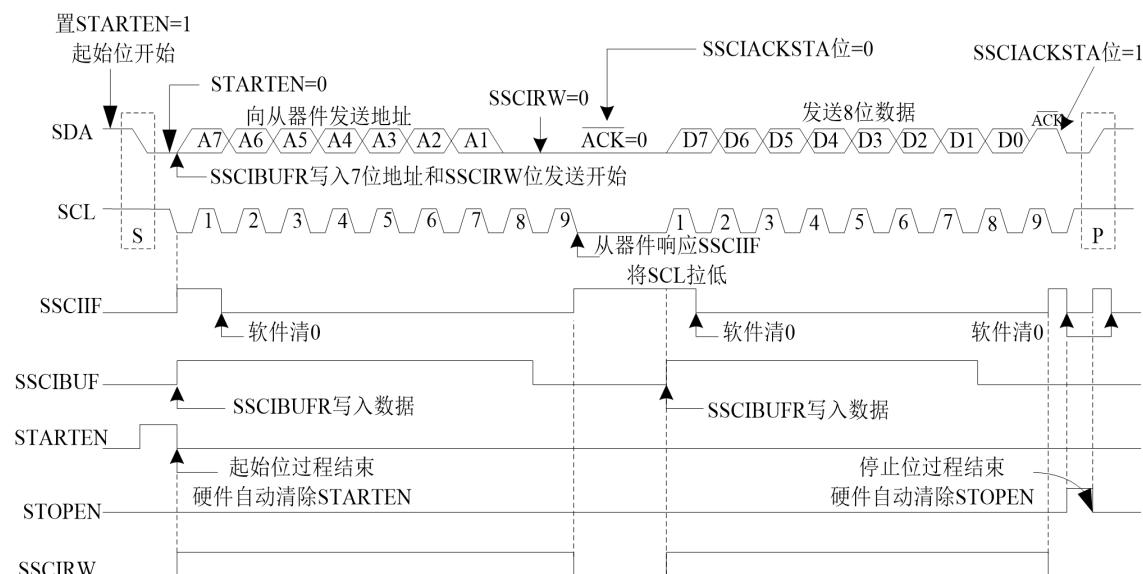 置STARTEN=1
起始位开始
SSCIACKSTA位=0
SSCIACKSTA位=1
STARTEN=0
SSCIRW=0
向从器件发送地址
发送8位数据
ACK
SDA
A7 A6 A5 A4 A3 A2 A1
ACK=0
D7 D6 D5 D4 D3 D2 D1 D0
SSCIBUFR写入7位地址和SSCIRW位发送开始
SCL
1 2 3 4 5 6 7 8 9
1 2 3 4 5 6 7 8 9
S
P
从器件响应SSCIIF
将SCL拉低
SSCIIF
软件清0
软件清0
软件清0
SSCIBUF
SSCIBUFR写入数据
SSCIBUFR写入数据
STARTEN
起始位过程结束
硬件自动清除STARTEN
停止位过程结束
硬件自动清除STOPEN
STOPEN
SSCIRW